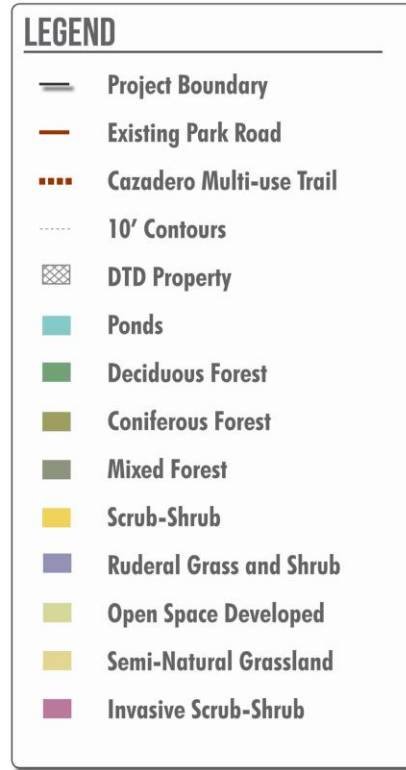 LEGEND
Project Boundary
Existing Park Road
Cazadero Multi-use Trail
10’ Contours
DTD Property
Ponds
Deciduous Forest
Coniferous Forest
Mixed Forest
Scrub-Shrub
Ruderal Grass and Shrub
Open Space Developed
Semi-Natural Grassland
Invasive Scrub-Shrub